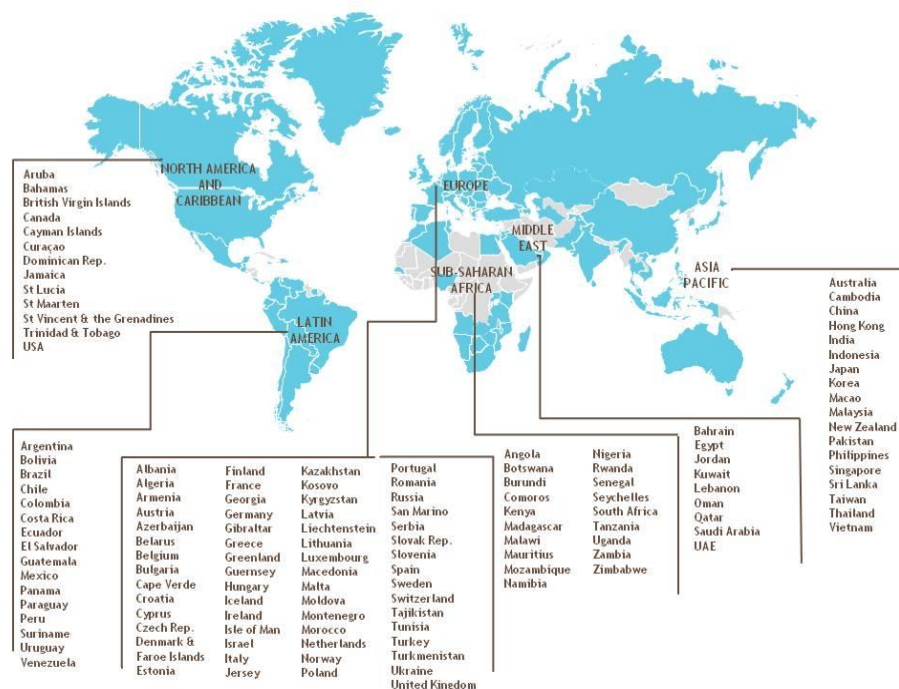 NORTH AMERICA
AND
CARIBBEAN
EUROPE
MIDDLE
EAST
SUB-SAHARAN
AFRICA
ASIA
PACIFIC
LATIN
AMERICA
Aruba
Bahamas
British Virgin Islands
Canada
Cayman Islands
Curaçao
Dominican Rep.
Jamaica
St Lucia
St Maarten
St Vincent & the Grenadines
Trinidad & Tobago
USA
Argentina
Bolivia
Brazil
Chile
Colombia
Costa Rica
Ecuador
El Salvador
Guatemala
Mexico
Panama
Paraguay
Peru
Suriname
Uruguay
Venezuela
Albania
Algeria
Armenia
Austria
Azerbaijan
Belarus
Belgium
Bulgaria
Cape Verde
Croatia
Cyprus
Czech Rep.
Denmark &
Faroe Islands
Estonia
Finland
France
Georgia
Germany
Gibraltar
Greece
Greenland
Guernsey
Hungary
Iceland
Ireland
Isle of Man
Israel
Italy
Jersey
Kazakhstan
Kosovo
Kyrgyzstan
Latvia
Liechtenstein
Lithuania
Luxembourg
Macedonia
Malta
Moldova
Montenegro
Morocco
Netherlands
Norway
Poland
Portugal
Romania
Russia
San Marino
Serbia
Slovak Rep.
Slovenia
Spain
Sweden
Switzerland
Tajikistan
Tunisia
Turkey
Turkmenistan
Ukraine
United Kingdom
Angola
Botswana
Burundi
Comoros
Kenya
Madagascar
Malawi
Mauritius
Mozambique
Namibia
Nigeria
Rwanda
Senegal
Seychelles
South Africa
Tanzania
Uganda
Zambia
Zimbabwe
Bahrain
Egypt
Jordan
Kuwait
Lebanon
Oman
Qatar
Saudi Arabia
UAE
Australia
Cambodia
China
Hong Kong
India
Indonesia
Japan
Korea
Macao
Malaysia
New Zealand
Pakistan
Philippines
Singapore
Sri Lanka
Taiwan
Thailand
Vietnam